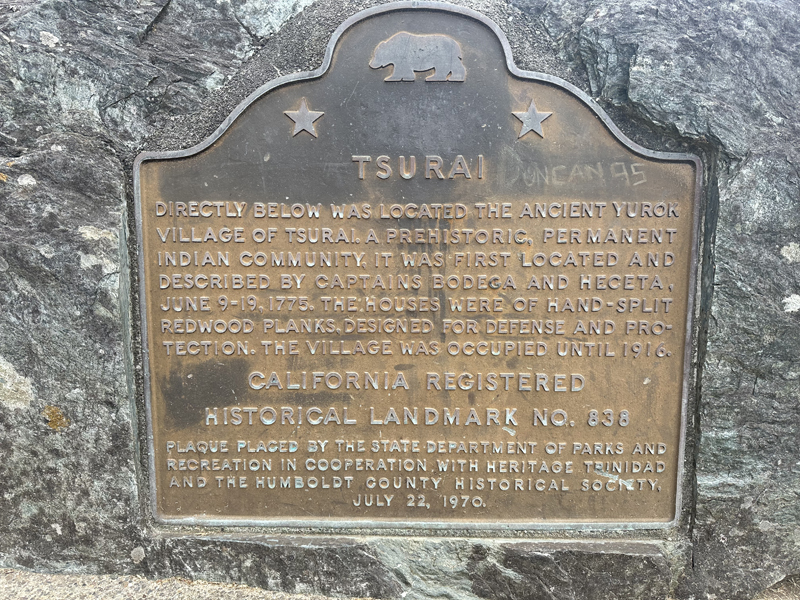 TSURAI
DUNCAN 95
DIRECTLY BELOW WAS LOCATED THE ANCIENT YUROK
VILLAGE OF TSURAI. A PREHISTORIC, PERMANENT
INDIAN COMMUNITY. IT WAS FIRST LOCATED AND
DESCRIBED BY CAPTAINS BODEGA AND HECETA,
JUNE 9-19, 1775. THE HOUSES WERE OF HAND-SPLIT
REDWOOD PLANKS, DESIGNED FOR DEFENSE AND PRO-
TECTION. THE VILLAGE WAS OCCUPIED UNTIL 1916.
CALIFORNIA REGISTERED
HISTORICAL LANDMARK NO. 838
PLAQUE PLACED BY THE STATE DEPARTMENT OF PARKS AND
RECREATION IN COOPERATION WITH HERITAGE TRINIDAD
AND THE HUMBOLDT COUNTY HISTORICAL SOCIETY,
JULY 22, 1970.